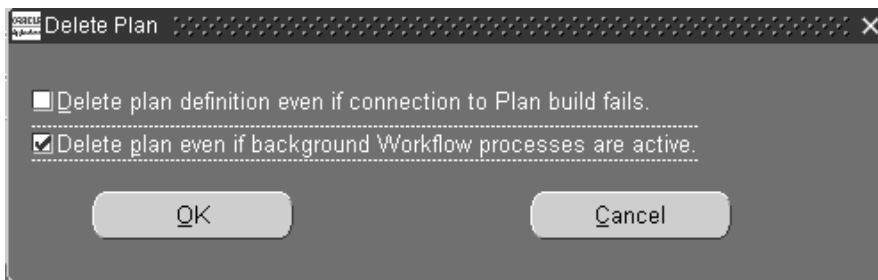 ORACLE
Delete Plan
Delete plan definition even if connection to Plan build fails.
Delete plan even if background Workflow processes are active.
OK
Cancel